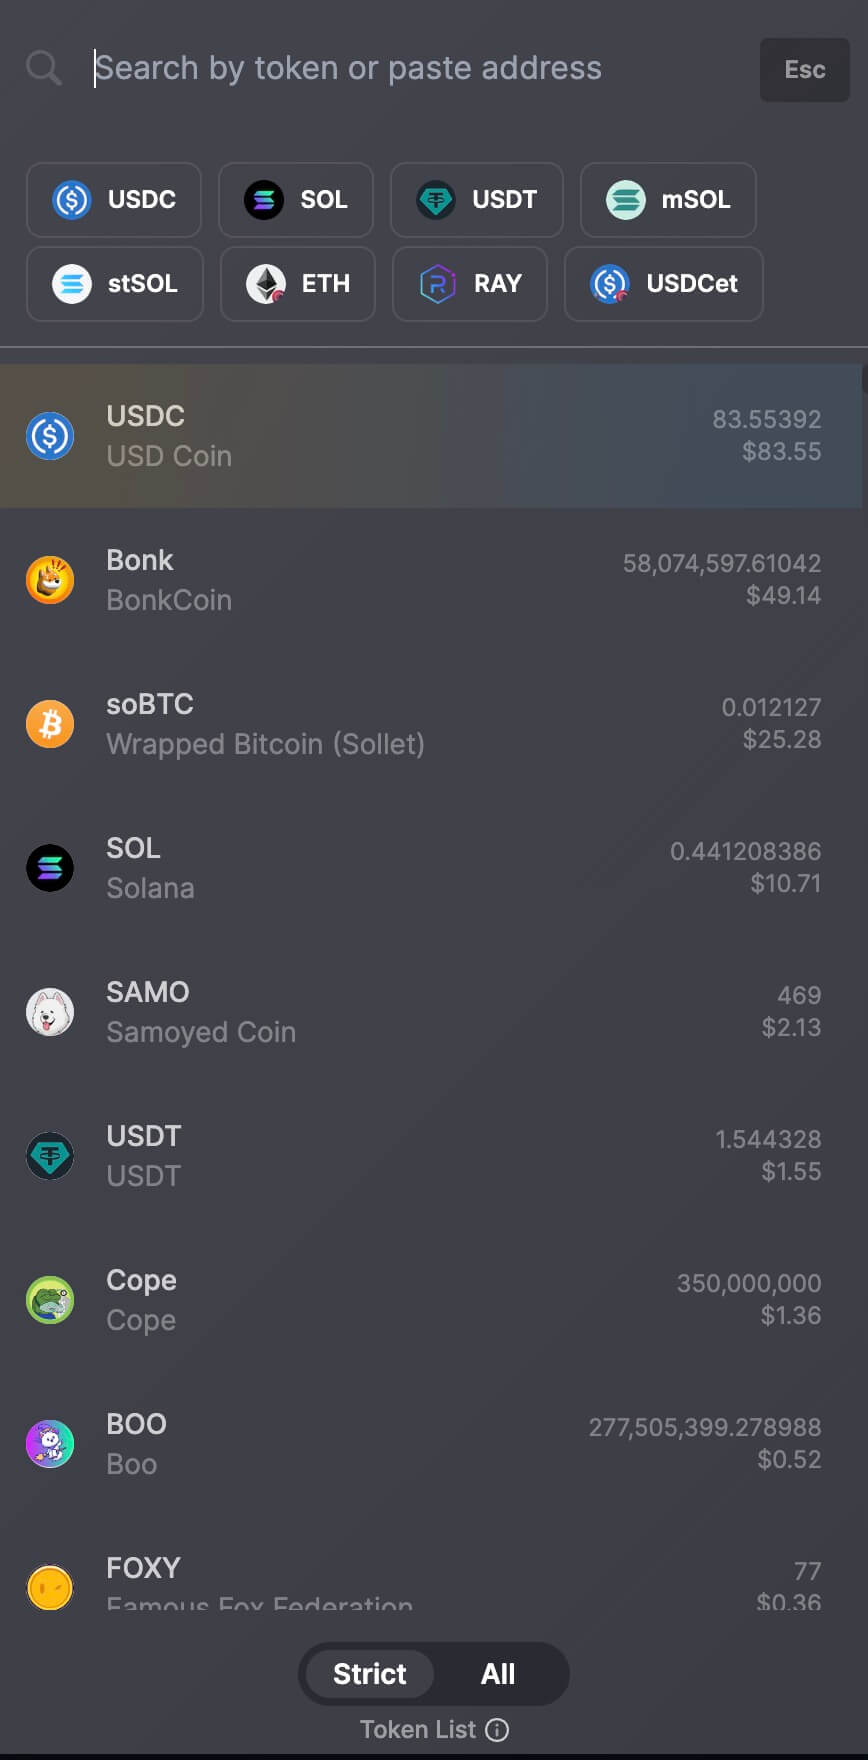 Search by token or paste address
Esc
USDC
SOL
USDT
mSOL
stSOL
ETH
RAY
USDCet
USDC
83.55392
USD Coin
$83.55
Bonk
58,074,597.61042
BonkCoin
$49.14
soBTC
0.012127
Wrapped Bitcoin (Sollet)
$25.28
SOL
0.441208386
Solana
$10.71
SAMO
469
Samoyed Coin
$2.13
USDT
1.544328
USDT
$1.55
Cope
350,000,000
Cope
$1.36
BOO
277,505,399.278988
Boo
$0.52
FOXY
77
Famous Fox Federation
$0.36
Strict
All
Token List